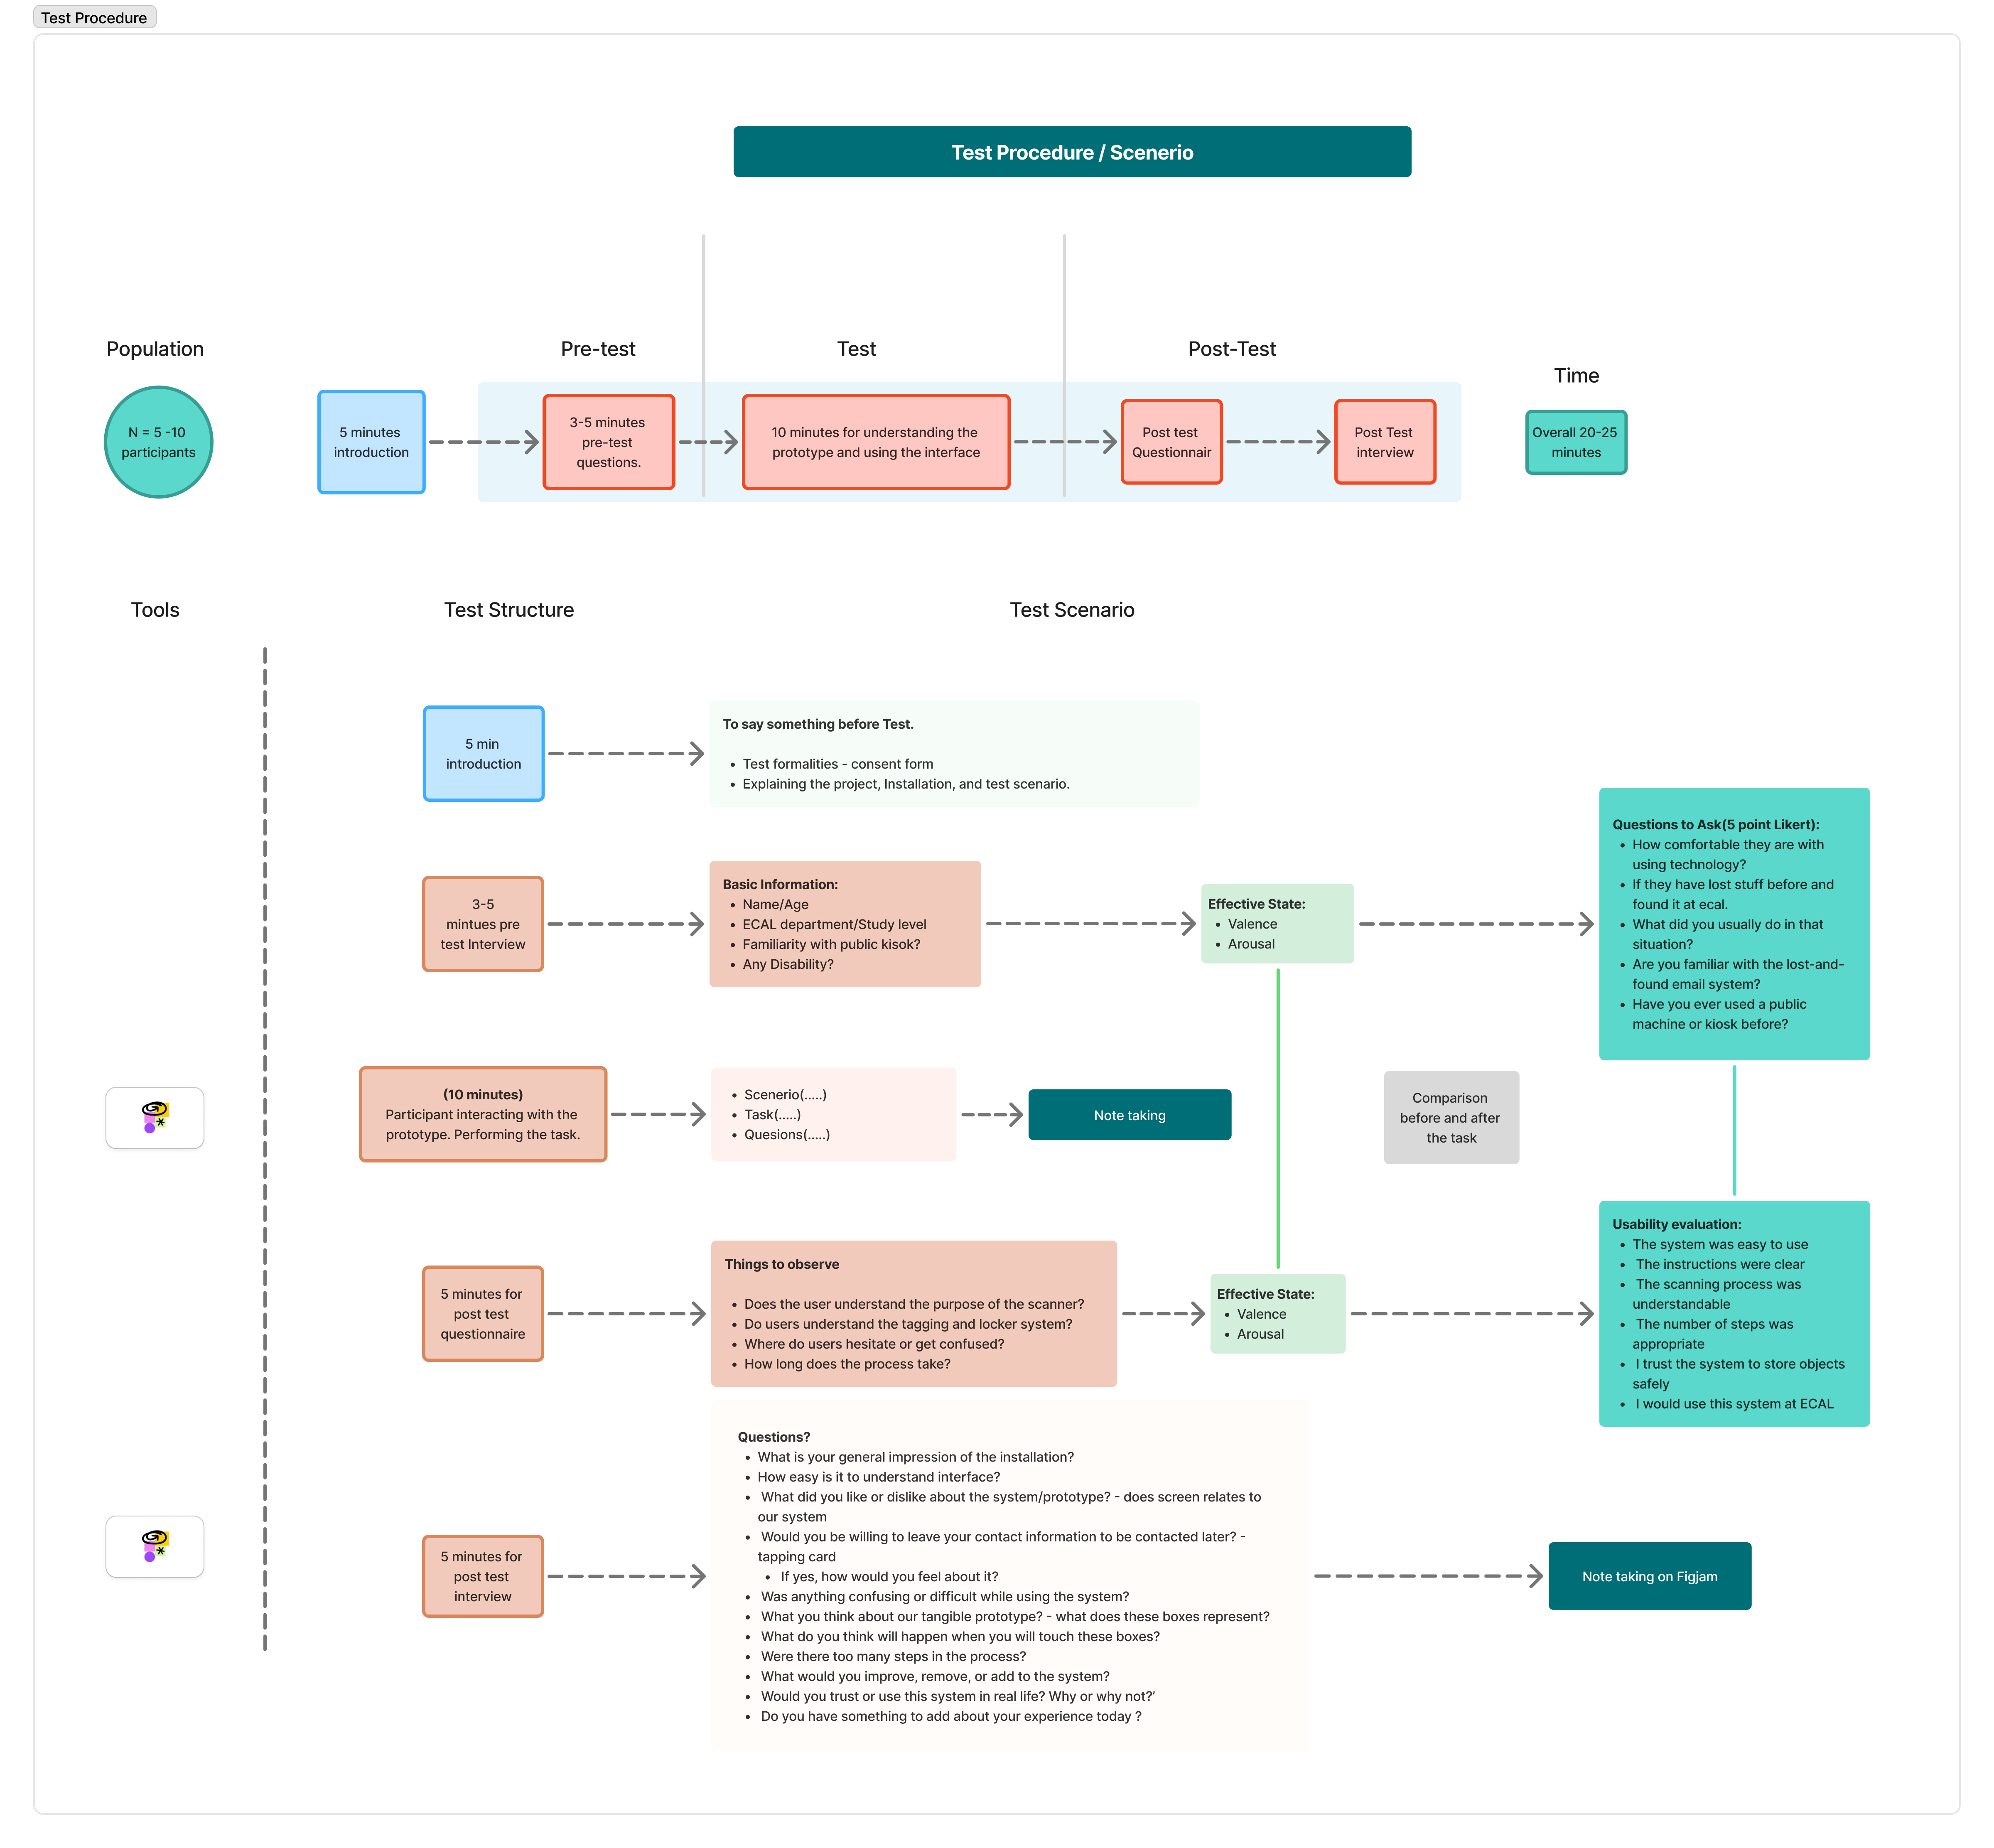 Test Procedure
Test Procedure / Scenerio
Population
Pre-test
Test
Post-Test
Time
N = 5 -10
participants
5 minutes
introduction
3-5 minutes
pre-test
questions.
10 minutes for understanding the
prototype and using the interface
Post test
Questionnair
Post Test
interview
Overall 20-25
minutes
Tools
Test Structure
Test Scenario
5 min
introduction
To say something before Test.
• Test formalities - consent form
• Explaining the project, Installation, and test scenario.
3-5
mintues pre
test Interview
Basic Information:
• Name/Age
• ECAL department/Study level
• Familiarity with public kisok?
• Any Disability?
Effective State:
• Valence
• Arousal
Questions to Ask(5 point Likert):
• How comfortable they are with
using technology?
• If they have lost stuff before and
found it at ecal.
• What did you usually do in that
situation?
• Are you familiar with the lost-and-
found email system?
• Have you ever used a public
machine or kiosk before?
(10 minutes)
Participant interacting with the
prototype. Performing the task.
• Scenerio(.....)
• Task(.....)
• Quesions(.....)
Note taking
Comparison
before and after
the task
5 minutes for
post test
questionnaire
Things to observe
• Does the user understand the purpose of the scanner?
• Do users understand the tagging and locker system?
• Where do users hesitate or get confused?
• How long does the process take?
Effective State:
• Valence
• Arousal
Usability evaluation:
• The system was easy to use
• The instructions were clear
• The scanning process was
understandable
• The number of steps was
appropriate
• I trust the system to store objects
safely
• I would use this system at ECAL
5 minutes for
post test
interview
Questions?
• What is your general impression of the installation?
• How easy is it to understand interface?
• What did you like or dislike about the system/prototype? - does screen relates to
our system
• Would you be willing to leave your contact information to be contacted later? -
tapping card
• If yes, how would you feel about it?
• Was anything confusing or difficult while using the system?
• What you think about our tangible prototype? - what does these boxes represent?
• What do you think will happen when you will touch these boxes?
• Were there too many steps in the process?
• What would you improve, remove, or add to the system?
• Would you trust or use this system in real life? Why or why not?’
• Do you have something to add about your experience today ?
Note taking on Figjam